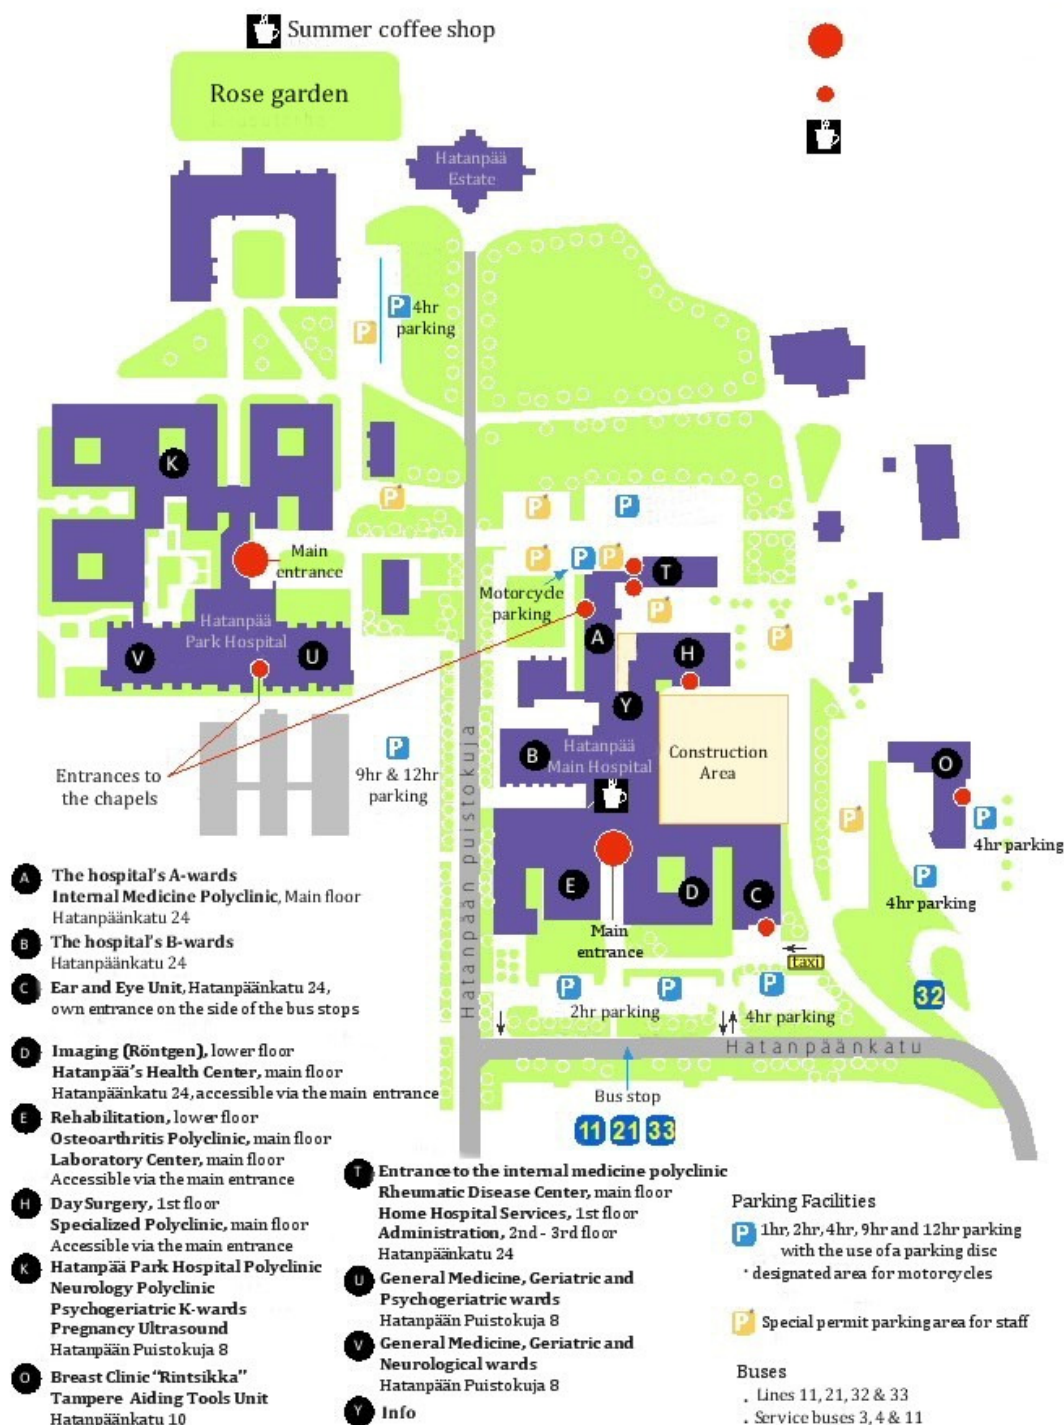 Summer coffee shop
Rose garden
Hatanpää
Estate
P 4hr
parking
P
K
P
P
P
Main
entrance
P
P
P
T
Motorcycle
parking
P
A
P
Hatanpää
Park Hospital
V
U
H
Y
Hatanpään puistokuja
P
9hr & 12hr
parking
Entrances to
the chapels
B
Hatanpää
Main Hospital
Construction
Area
O
P
P
4hr parking
P
4hr parking
E
D
C
Main
entrance
taxi
P
P
P
2hr parking
4hr parking
32
Hatanpäänkatu
Bus stop
11 21 33
A The hospital's A-wards
Internal Medicine Polyclinic, Main floor
Hatanpäänkatu 24
B The hospital's B-wards
Hatanpäänkatu 24
C Ear and Eye Unit, Hatanpäänkatu 24,
own entrance on the side of the bus stops
D Imaging (Röntgen), lower floor
Hatanpää's Health Center, main floor
Hatanpäänkatu 24, accessible via the main entrance
E Rehabilitation, lower floor
Osteoarthritis Polyclinic, main floor
Laboratory Center, main floor
Accessible via the main entrance
H Day Surgery, 1st floor
Specialized Polyclinic, main floor
Accessible via the main entrance
K Hatanpää Park Hospital Polyclinic
Neurology Polyclinic
Psychogeriatric K-wards
Pregnancy Ultrasound
Hatanpään Puistokuja 8
O Breast Clinic "Rintsikka"
Tampere Aiding Tools Unit
Hatanpäänkatu 10
T Entrance to the internal medicine polyclinic
Rheumatic Disease Center, main floor
Home Hospital Services, 1st floor
Administration, 2nd - 3rd floor
Hatanpäänkatu 24
U General Medicine, Geriatric and
Psychogeriatric wards
Hatanpään Puistokuja 8
V General Medicine, Geriatric and
Neurological wards
Hatanpään Puistokuja 8
Y Info
Parking Facilities
P 1hr, 2hr, 4hr, 9hr and 12hr parking
with the use of a parking disc
* designated area for motorcycles
P Special permit parking area for staff
Buses
. Lines 11, 21, 32 & 33
. Service buses 3, 4 & 11